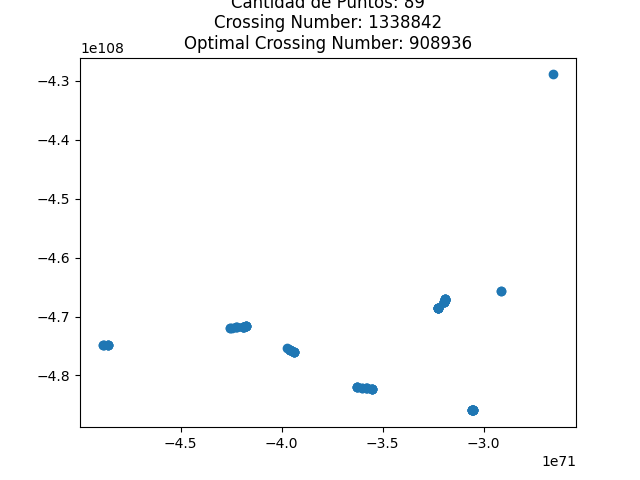 Cantidad de Puntos: 89
Crossing Number: 1338842
Optimal Crossing Number: 908936
1e108
−4.3
−4.4
−4.5
−4.6
−4.7
−4.8
−4.5 −4.0 −3.5 −3.0
1e71